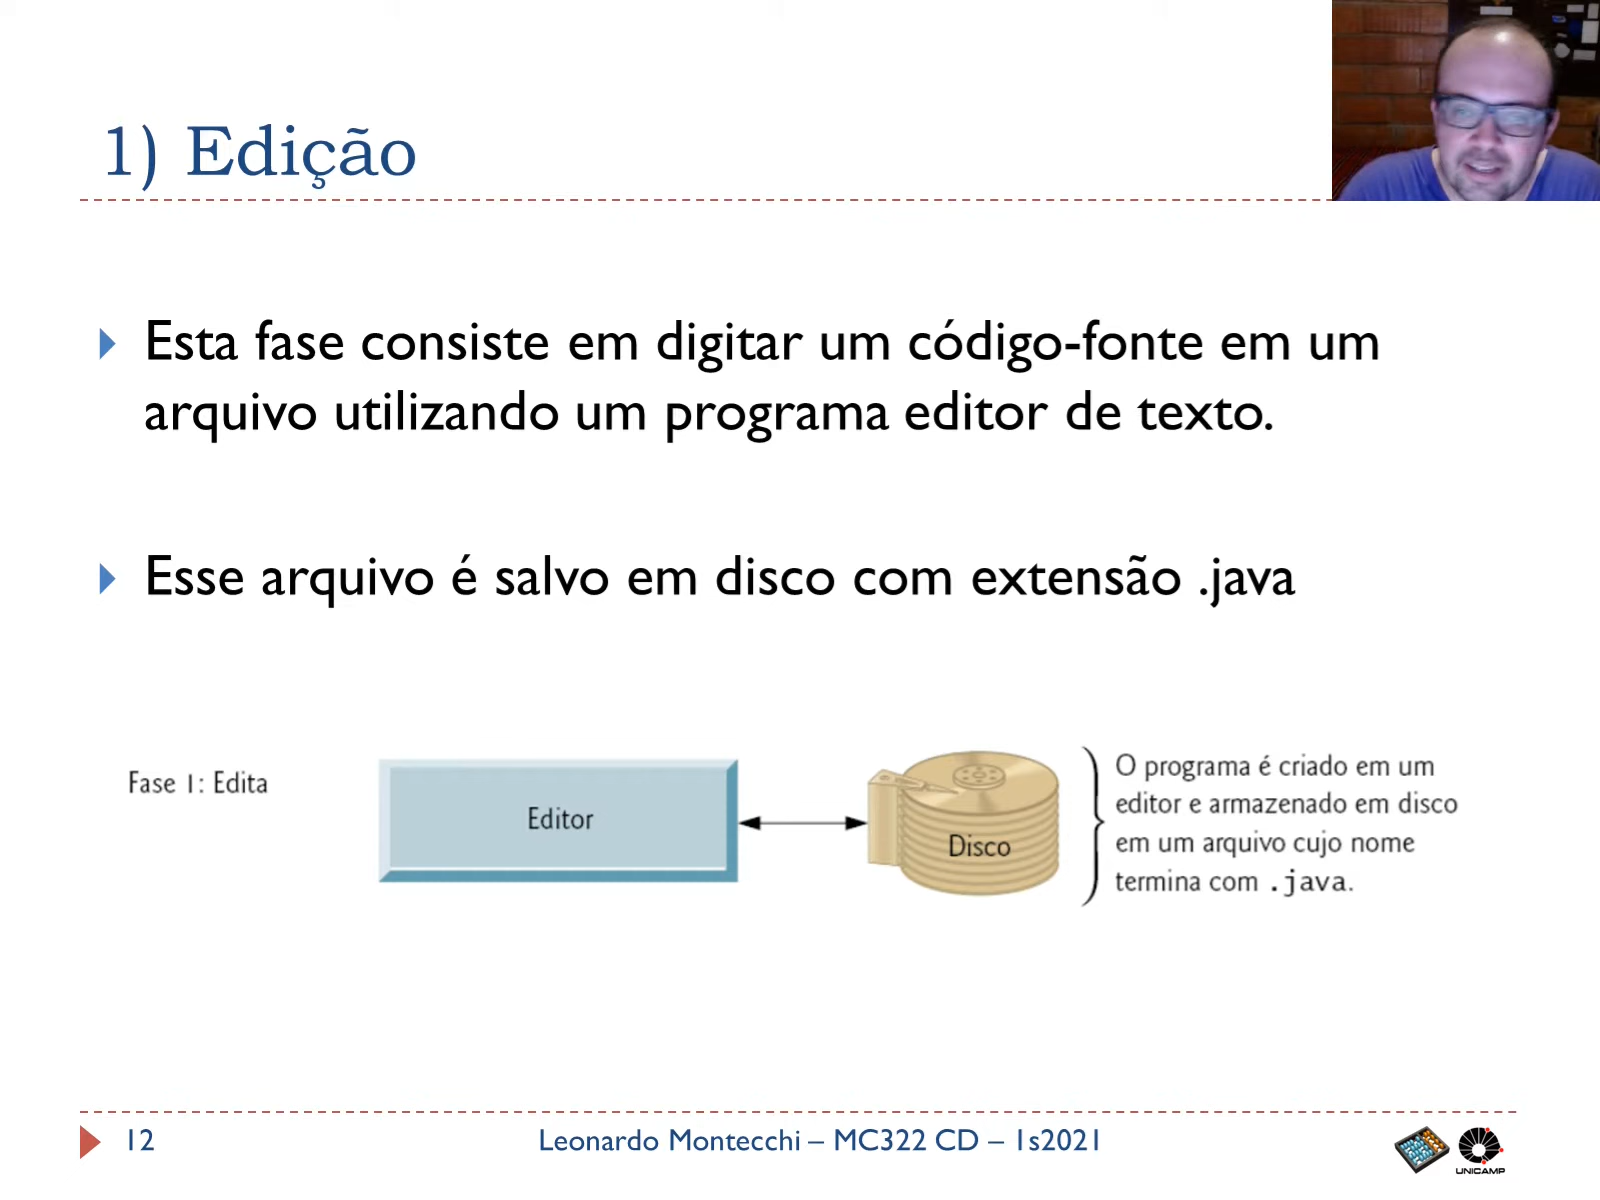 1) Edição
Esta fase consiste em digitar um código-fonte em um
arquivo utilizando um programa editor de texto.
Esse arquivo é salvo em disco com extensão .java
Fase 1: Edita
Editor
Disco
O programa é criado em um
editor e armazenado em disco
em um arquivo cujo nome
termina com .java.
12
Leonardo Montecchi – MC322 CD – 1s2021
UNICAMP